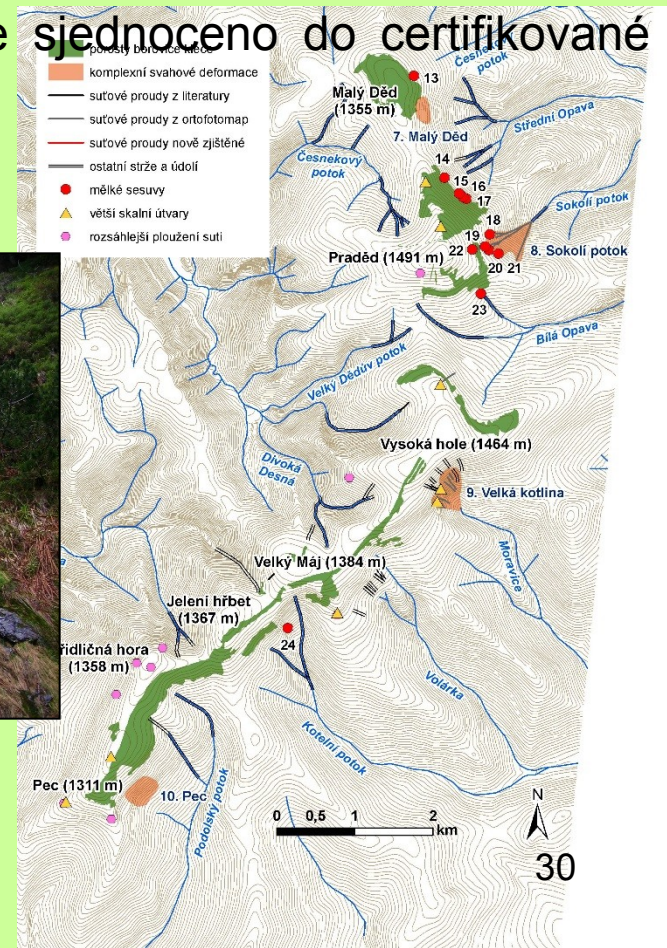 sjednoceno do certifikované
porosty borovice kleče
komplexní svahové deformace
suťové proudy z literatury
suťové proudy z ortofotomap
suťové proudy nově zjištěné
ostatní strže a údolí
mělké sesuvy
větší skalní útvary
rozsáhlejší ploužení suti
Česnekový
potok
13
Malý Děd
(1355 m)
7. Malý Děd
Střední Opava
Česnekový
potok
14
15
16
17
Sokolí potok
18
19
22
20
21
8. Sokolí potok
Praděd (1491 m)
23
Bílá Opava
Velký Dědův potok
Vysoká hole (1464 m)
Divoká
Desná
9. Velká kotlina
Moravice
Velký Máj (1384 m)
Jelení hřbet
(1367 m)
24
řidličná hora
(1358 m)
Volárka
Kotelní potok
Pec (1311 m)
10. Pec
Podolský potok
0 0,5 1 2
km
N
30